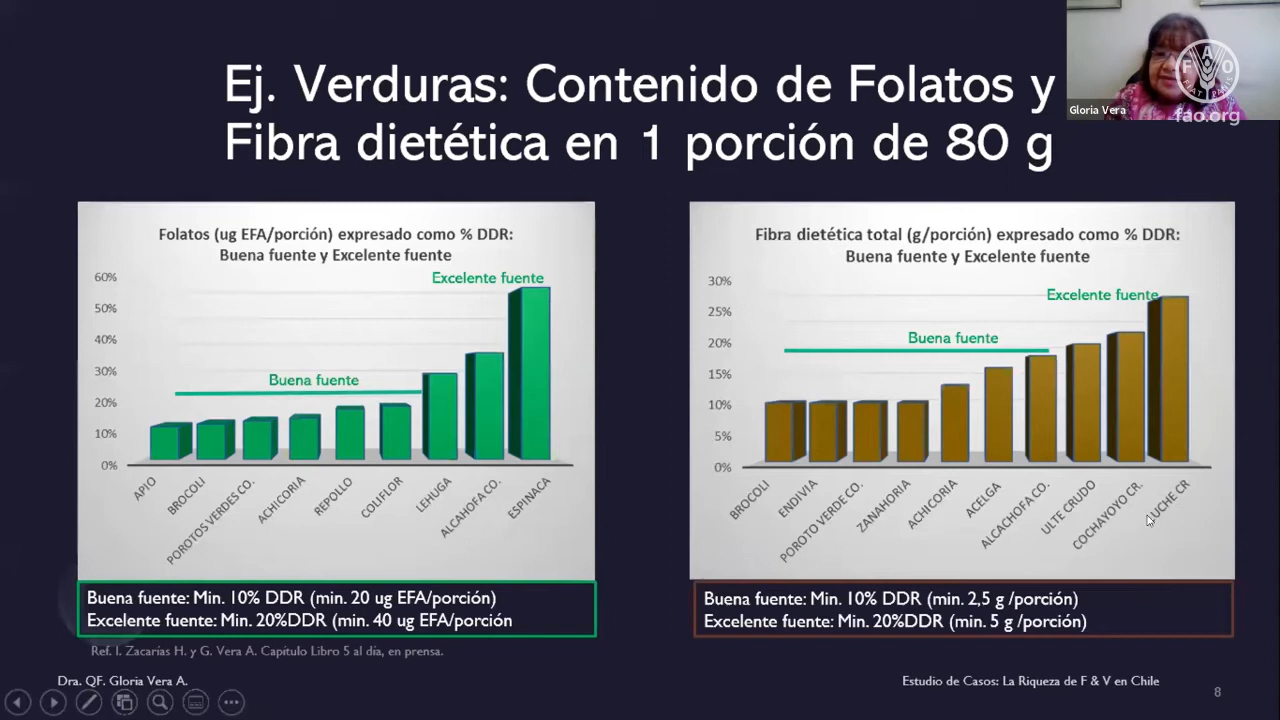 Ej. Verduras: Contenido de Folatos y
Fibra dietética en 1 porción de 80 g
Gloria Vera
FAO
FIAT PANIS
fao.org
Folatos (ug EFA/porción) expresado como % DDR:
Buena fuente y Excelente fuente
Excelente fuente
Buena fuente
60%
50%
40%
30%
20%
10%
0%
APIO
BROCOLI
POROTOS VERDES CO.
ACHICORIA
REPOLLO
COLIFLOR
LEHUGA
ALCAHOFA CO.
ESPINACA
Buena fuente: Min. 10% DDR (min. 20 ug EFA/porción)
Excelente fuente: Min. 20%DDR (min. 40 ug EFA/porción
Fibra dietética total (g/porción) expresado como % DDR:
Buena fuente y Excelente fuente
Excelente fuente
Buena fuente
30%
25%
20%
15%
10%
5%
0%
BROCOLI
ENDIVIA
POROTO VERDE CO.
ZANAHORIA
ACHICORIA
ACELGA
ALCACHOFA CO.
ULTE CRUDO
COCHAYOYO CR.
LUCHE CR
Buena fuente: Min. 10% DDR (min. 2,5 g /porción)
Excelente fuente: Min. 20%DDR (min. 5 g /porción)
Ref. I. Zacarías H. y G. Vera A. Capítulo Libro 5 al día, en prensa.
Dra. QF. Gloria Vera A.
Estudio de Casos: La Riqueza de F & V en Chile
8